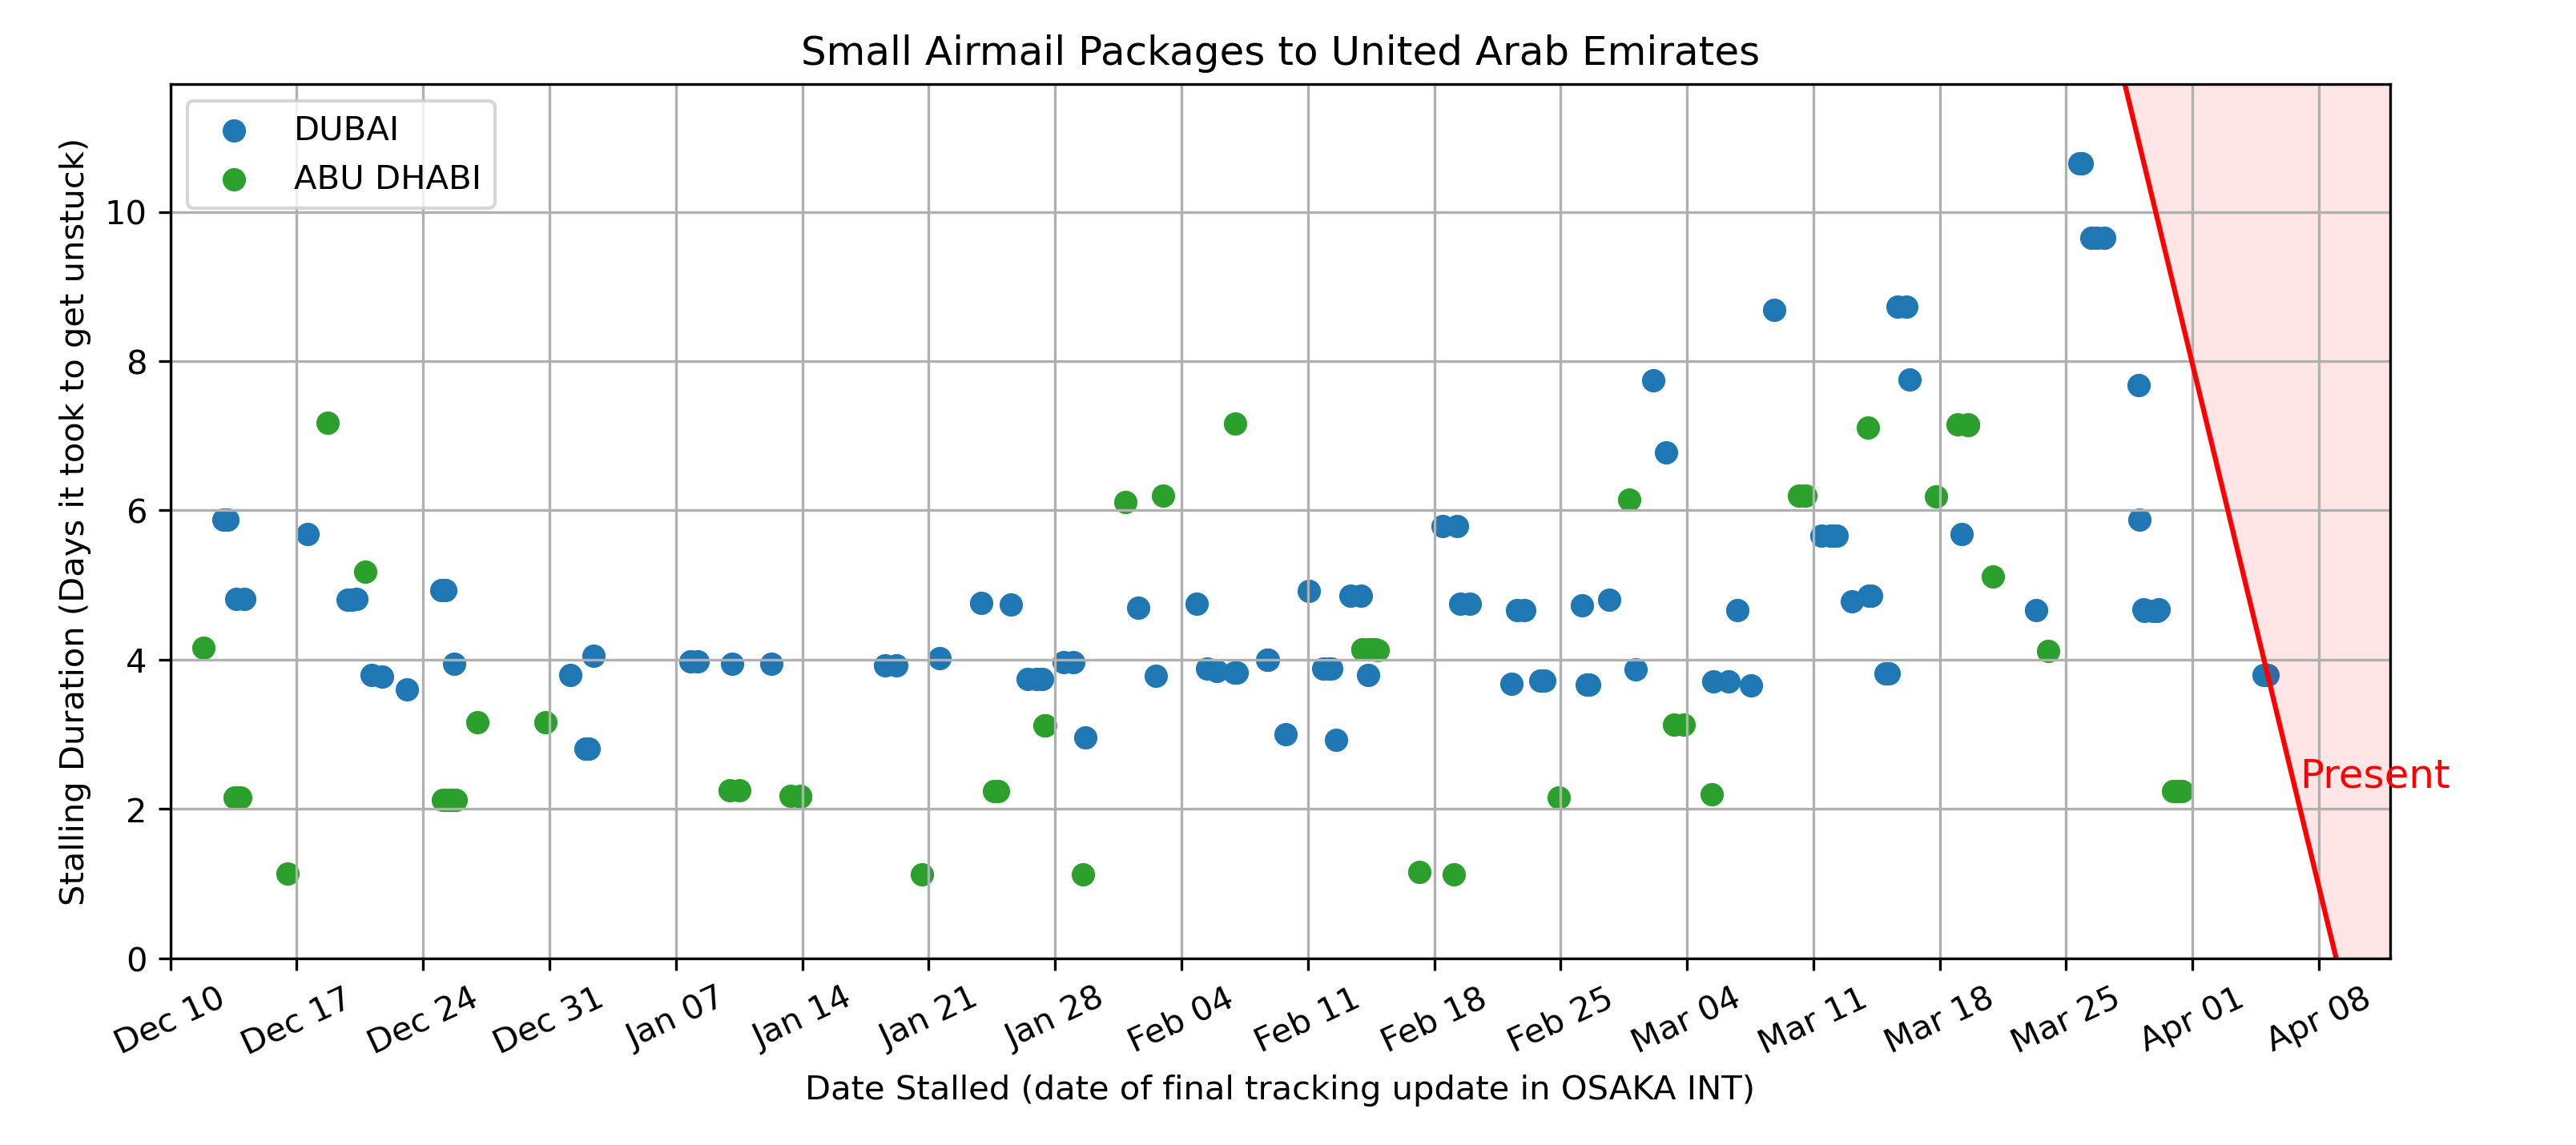 Small Airmail Packages to United Arab Emirates
DUBAI
ABU DHABI
Stalling Duration (Days it took to get unstuck)
10
8
6
4
2
0
Present
Dec 10
Dec 17
Dec 24
Dec 31
Jan 07
Jan 14
Jan 21
Jan 28
Feb 04
Feb 11
Feb 18
Feb 25
Mar 04
Mar 11
Mar 18
Mar 25
Apr 01
Apr 08
Date Stalled (date of final tracking update in OSAKA INT)